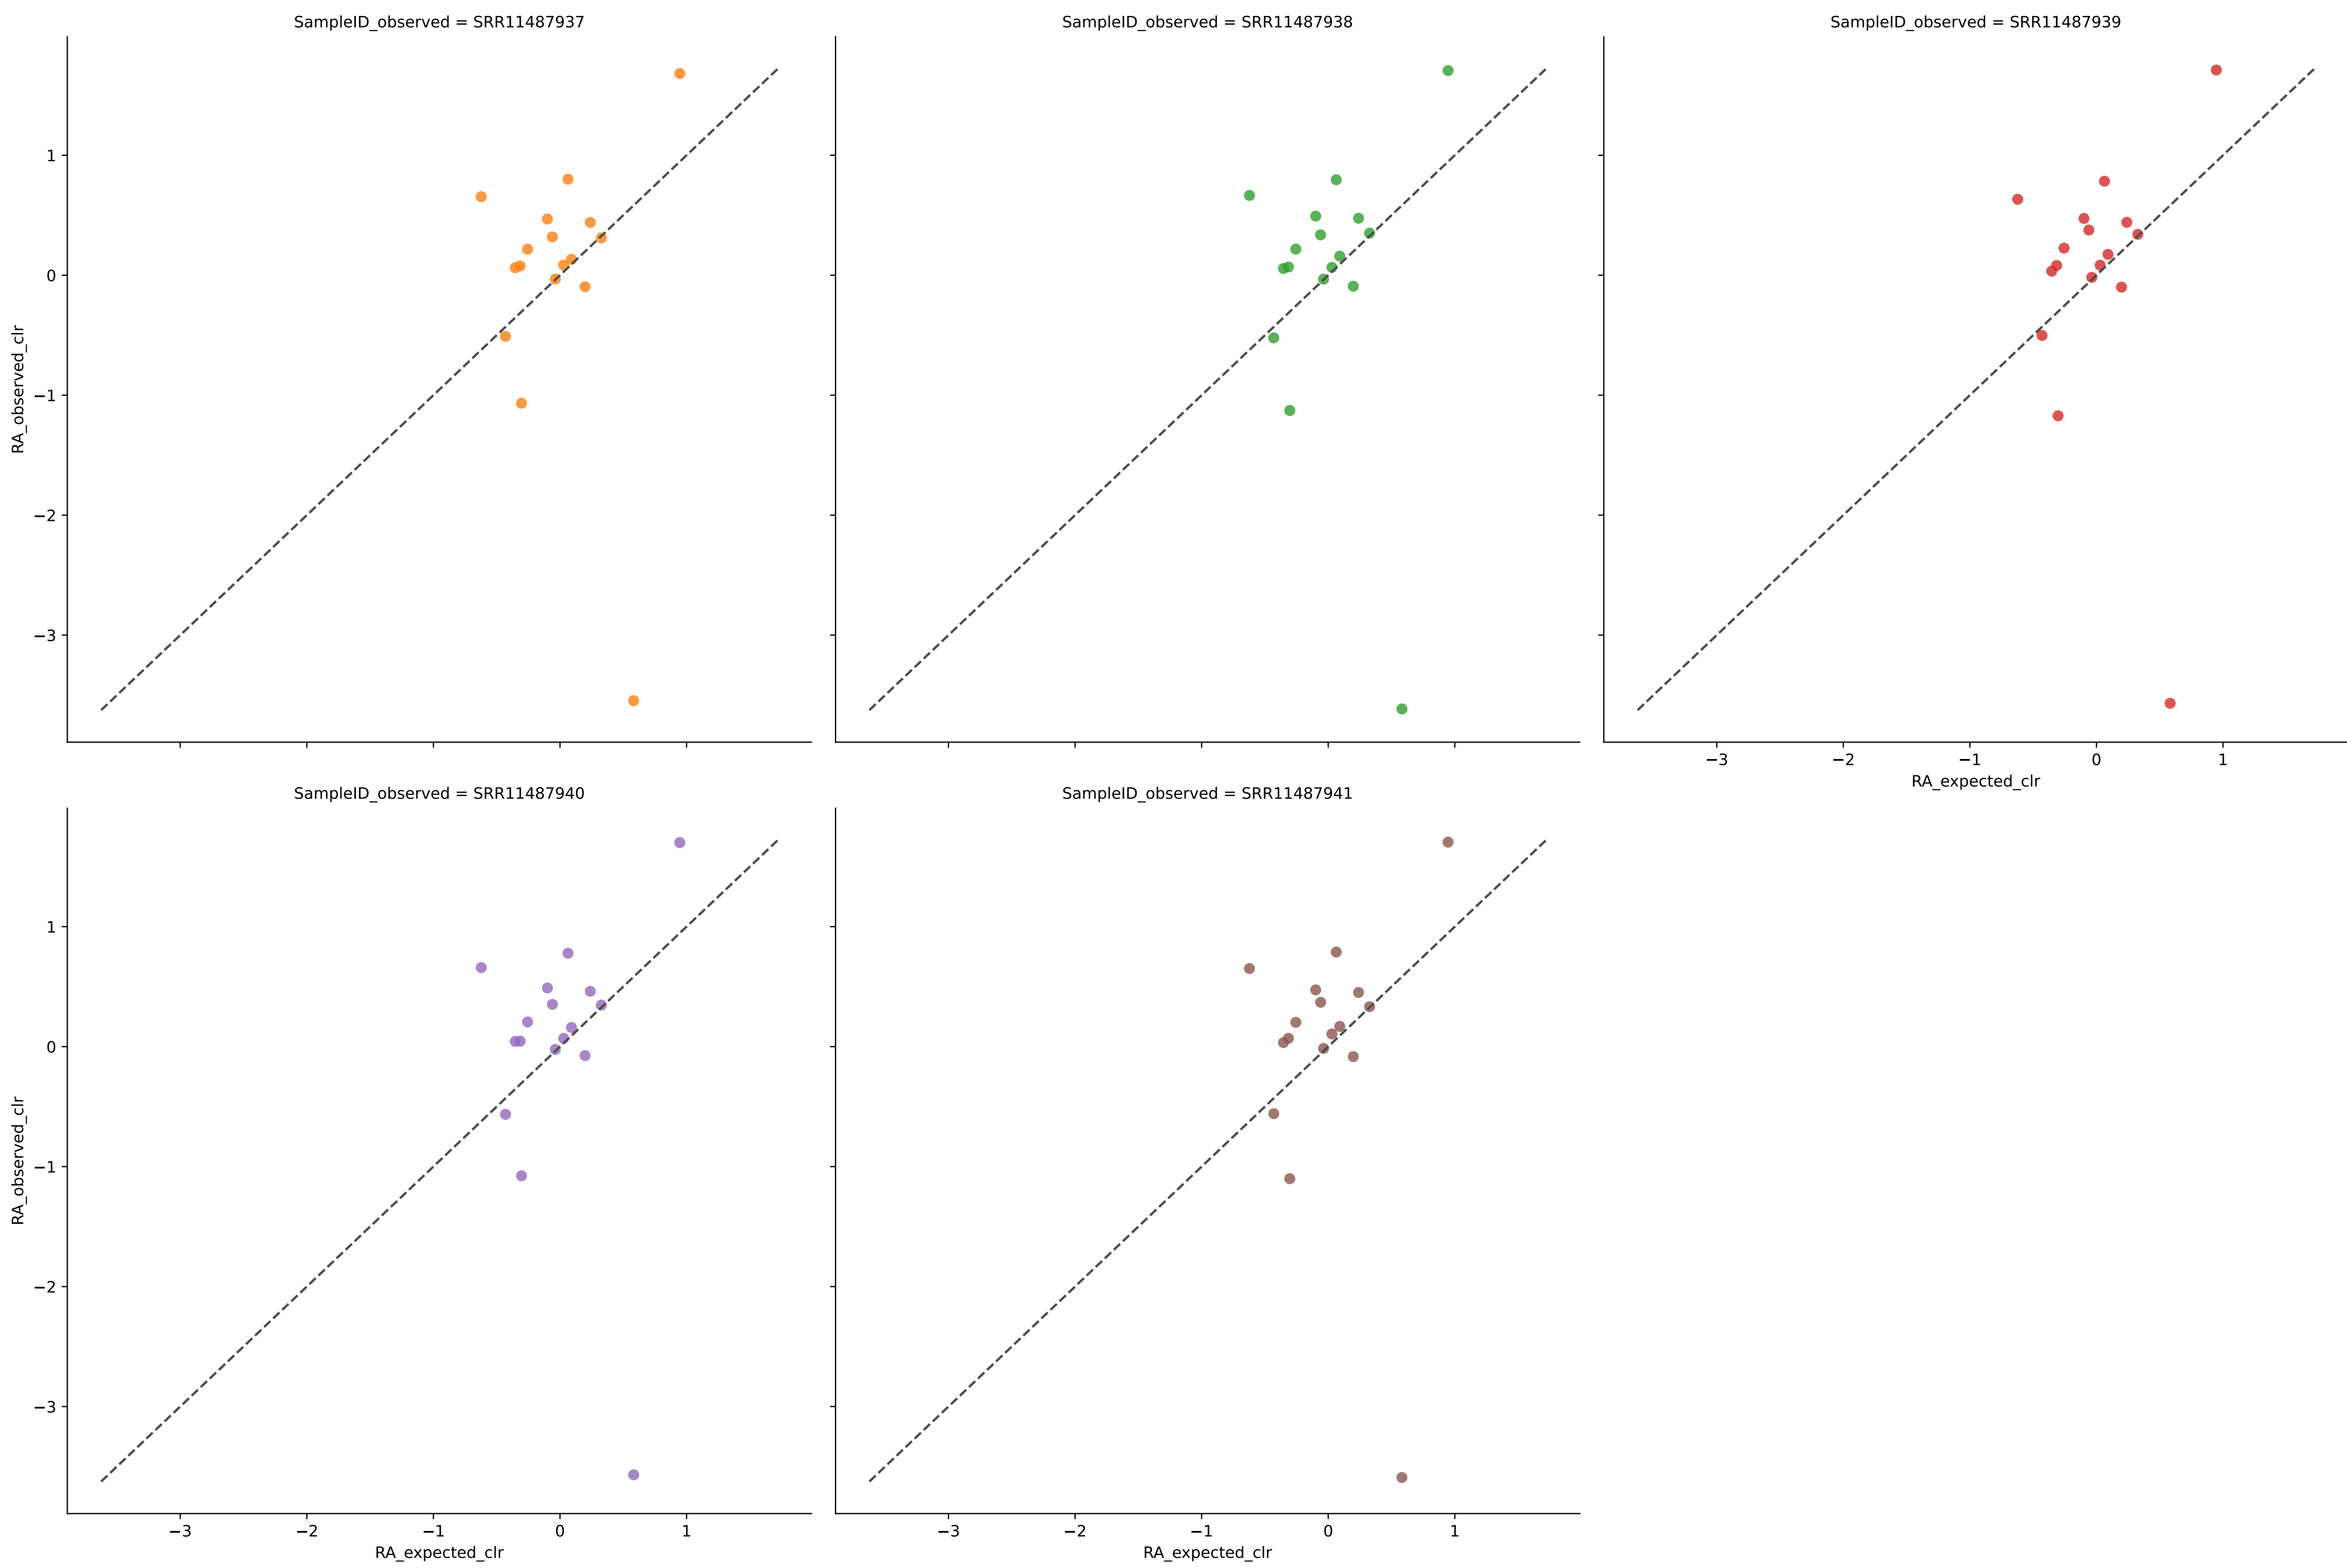 SampleID_observed = SRR11487937
SampleID_observed = SRR11487938
SampleID_observed = SRR11487939
RA_observed_clr
1
0
−1
−2
−3
−3
−2
−1
0
1
RA_expected_clr
SampleID_observed = SRR11487940
SampleID_observed = SRR11487941
RA_observed_clr
1
0
−1
−2
−3
−3
−2
−1
0
1
RA_expected_clr
−3
−2
−1
0
1
RA_expected_clr